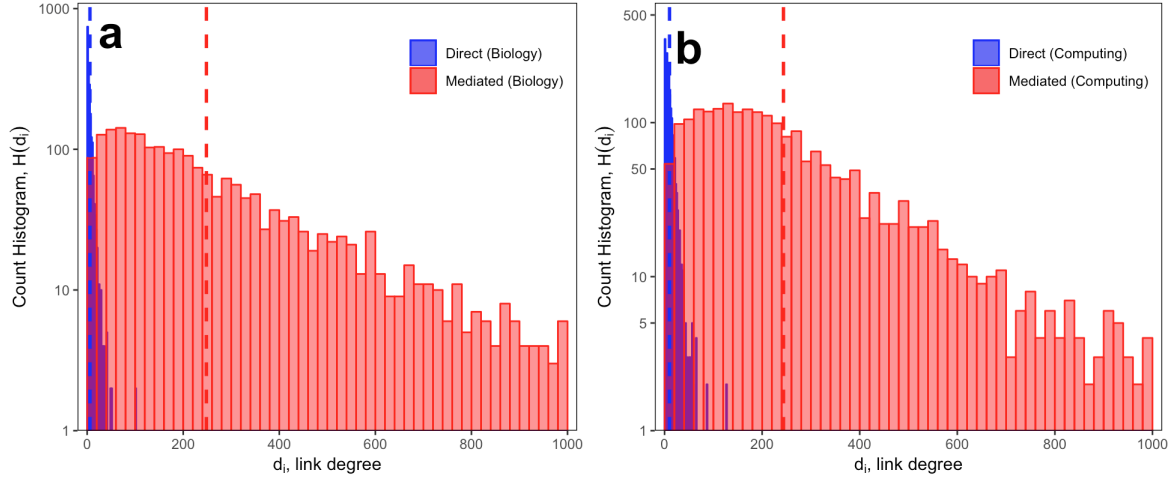 a
Direct (Biology)
Mediated (Biology)
Count Histogram, H(dᵢ)
1000
100
10
1
0 200 400 600 800 1000
dᵢ, link degree
b
Direct (Computing)
Mediated (Computing)
Count Histogram, H(dᵢ)
500
100
50
10
5
1
0 200 400 600 800 1000
dᵢ, link degree